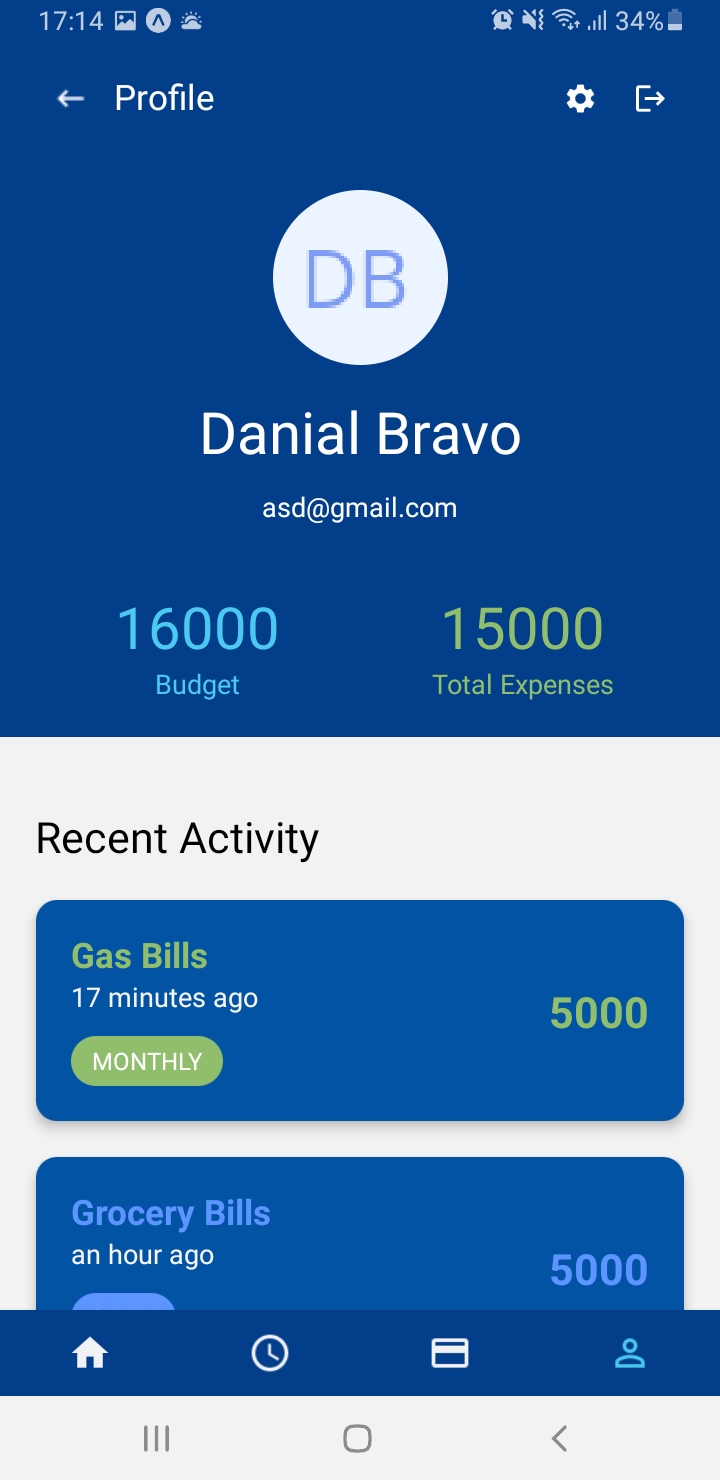 17:14 34%
Profile
DB
Danial Bravo
asd@gmail.com
16000 15000
Budget Total Expenses
Recent Activity
Gas Bills
17 minutes ago
5000
MONTHLY
Grocery Bills
an hour ago
5000